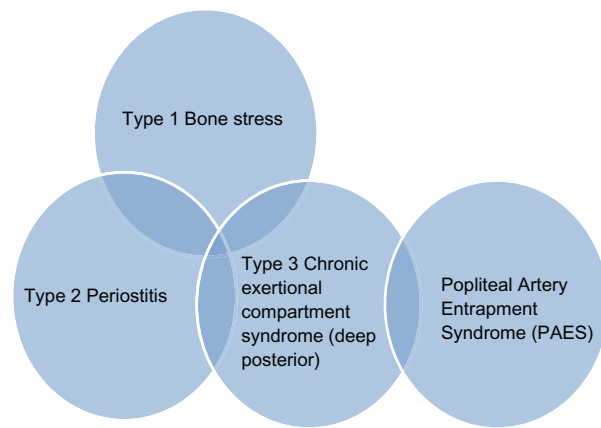 Type 1 Bone stress
Type 2 Periostitis
Type 3 Chronic
exertional
compartment
syndrome (deep
posterior)
Popliteal Artery
Entrapment
Syndrome (PAES)